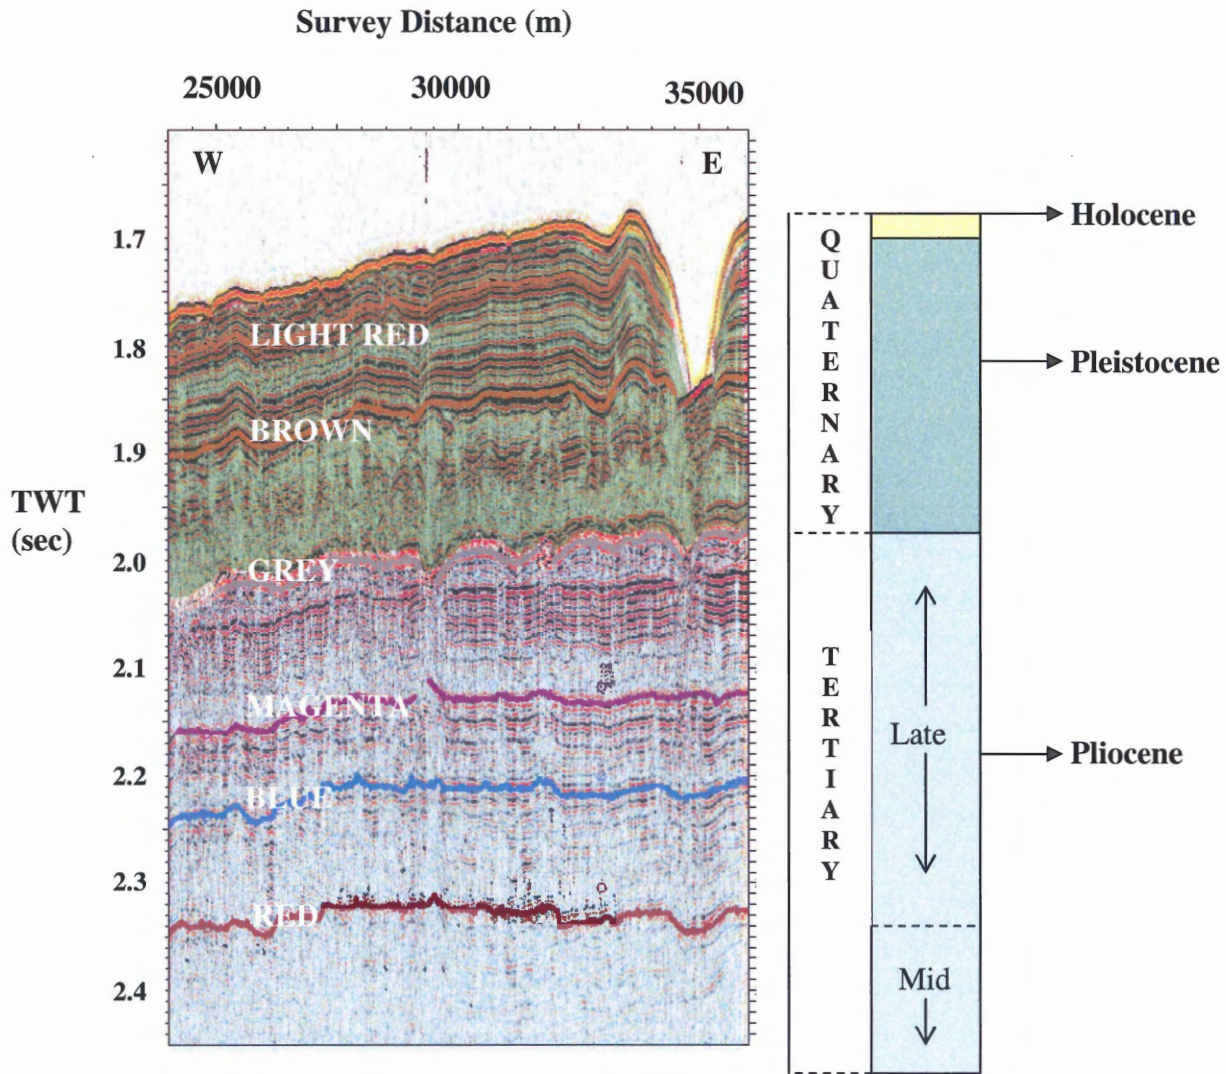 Survey Distance (m)
25000 30000 35000
W E
1.7
1.8
1.9
2.0
2.1
2.2
2.3
2.4
TWT
(sec)
LIGHT RED
BROWN
GREY
MAGENTA
BLUE
RED
QUATERNARY
TERTIARY
Late
Mid
Holocene
Pleistocene
Pliocene